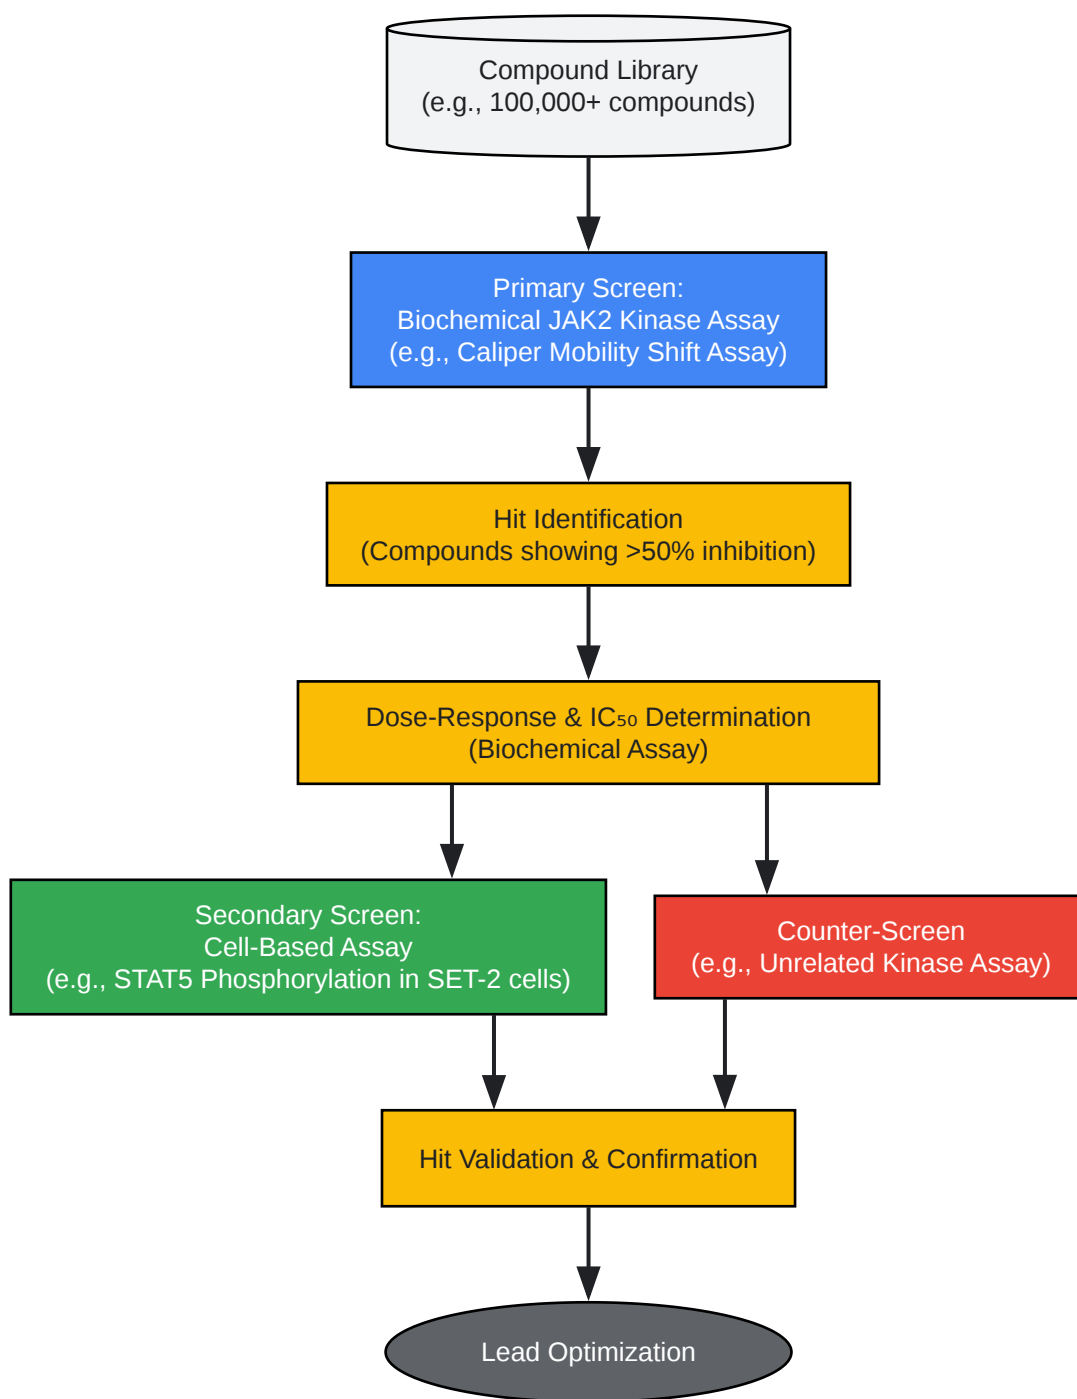 Compound Library
(e.g., 100,000+ compounds)
Primary Screen:
Biochemical JAK2 Kinase Assay
(e.g., Caliper Mobility Shift Assay)
Hit Identification
(Compounds showing >50% inhibition)
Dose-Response & IC₅₀ Determination
(Biochemical Assay)
Secondary Screen:
Cell-Based Assay
(e.g., STAT5 Phosphorylation in SET-2 cells)
Counter-Screen
(e.g., Unrelated Kinase Assay)
Hit Validation & Confirmation
Lead Optimization